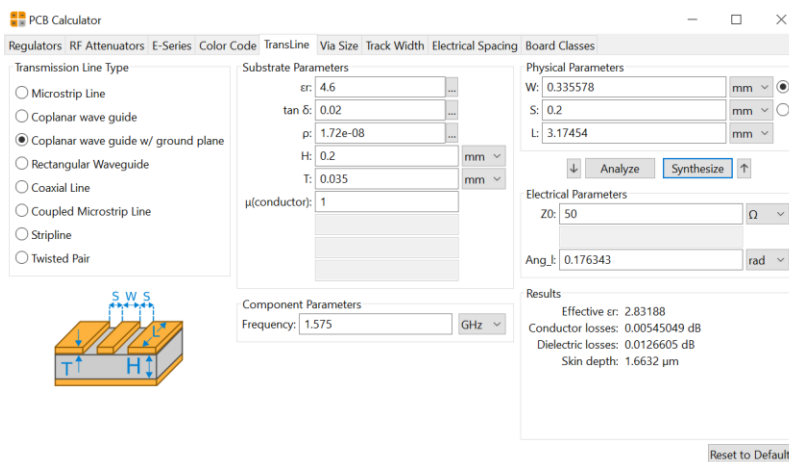 PCB Calculator
Regulators RF Attenuators E-Series Color Code TransLine Via Size Track Width Electrical Spacing Board Classes
Transmission Line Type
Microstrip Line
Coplanar wave guide
Coplanar wave guide w/ ground plane
Rectangular Waveguide
Coaxial Line
Coupled Microstrip Line
Stripline
Twisted Pair
S W S
L
T
H
Substrate Parameters
εr: 4.6 ...
tan δ: 0.02 ...
ρ: 1.72e-08 ...
H: 0.2 mm
T: 0.035 mm
μ(conductor): 1
Component Parameters
Frequency: 1.575 GHz
Physical Parameters
W: 0.335578 mm
S: 0.2 mm
L: 3.17454 mm
↓ Analyze Synthesize ↑
Electrical Parameters
Z0: 50 Ω
Ang_l: 0.176343 rad
Results
Effective εr: 2.83188
Conductor losses: 0.00545049 dB
Dielectric losses: 0.0126605 dB
Skin depth: 1.6632 μm
Reset to Default